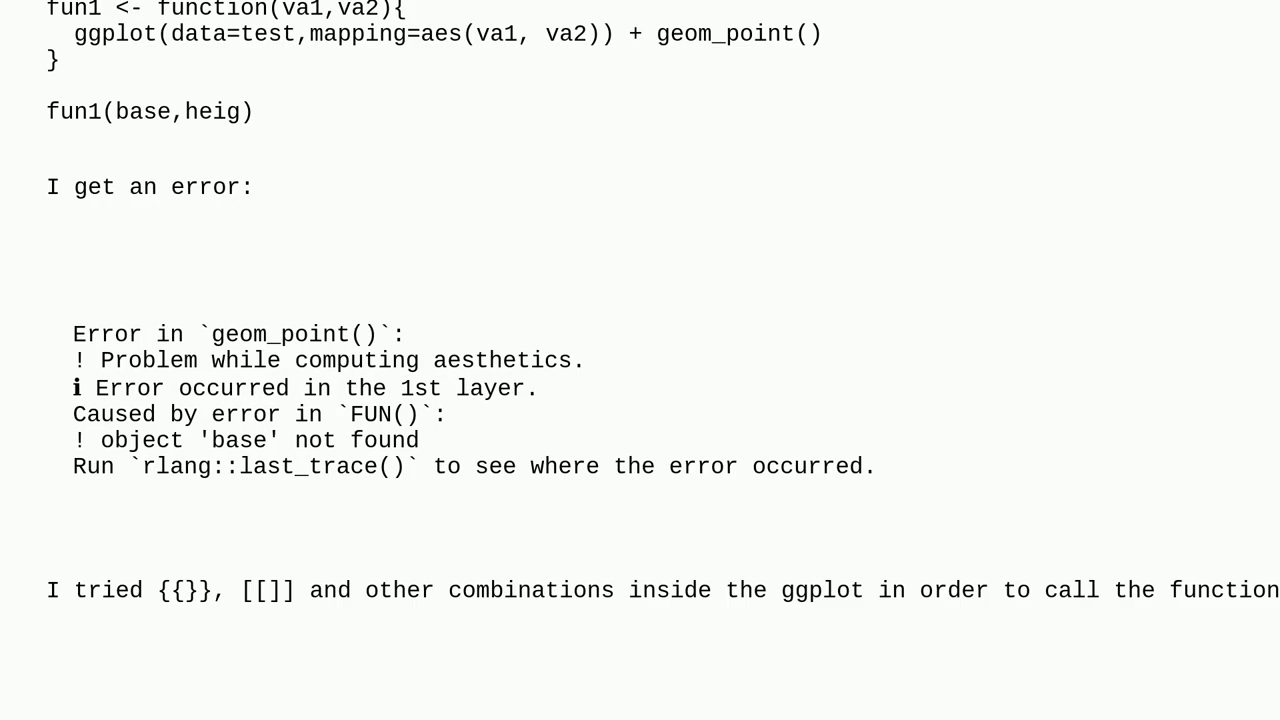 fun1 <- function(va1,va2){
  ggplot(data=test,mapping=aes(va1, va2)) + geom_point()
}
fun1(base,heig)
I get an error:
Error in `geom_point()`:
! Problem while computing aesthetics.
ℹ Error occurred in the 1st layer.
Caused by error in `FUN()`:
! object 'base' not found
Run `rlang::last_trace()` to see where the error occurred.
I tried {{}}, [[]] and other combinations inside the ggplot in order to call the function